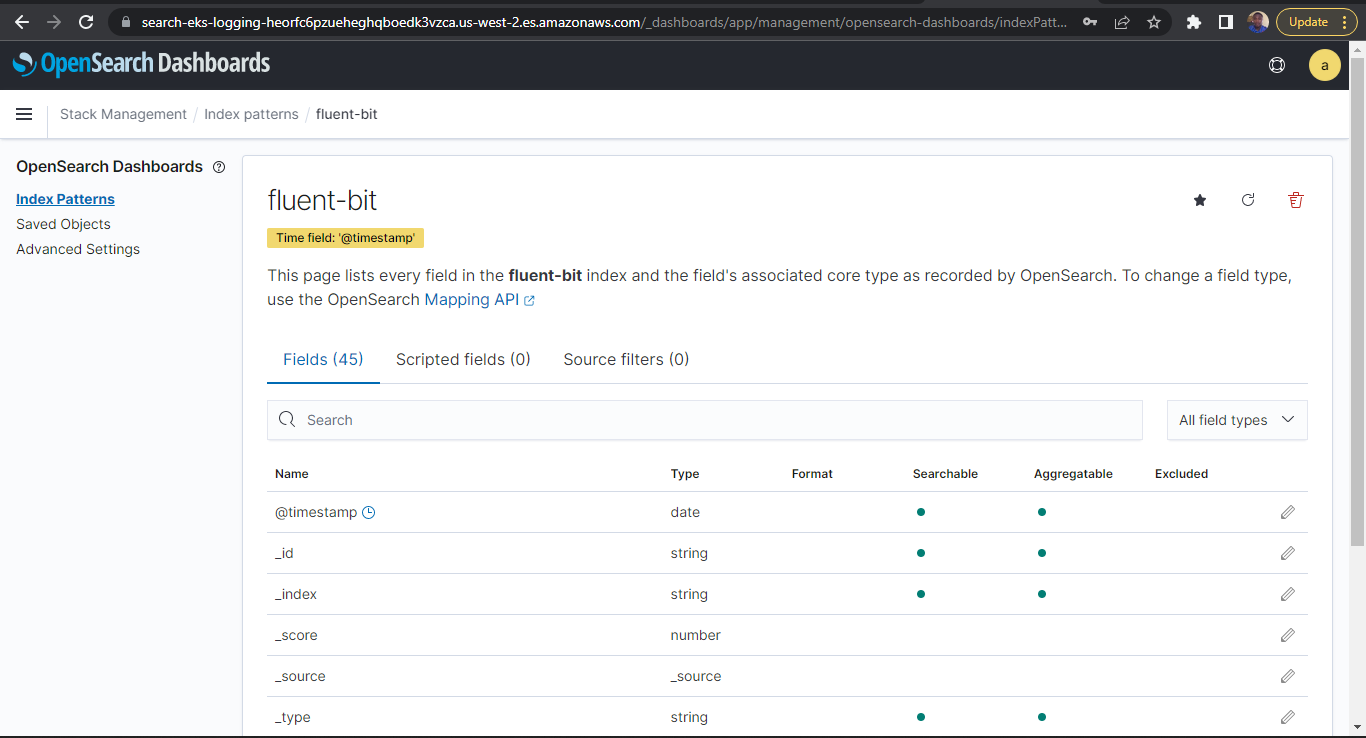 search-eks-logging-heorfc6pzueheghqboedk3vzca.us-west-2.es.amazonaws.com/_dashboards/app/management/opensearch-dashboards/indexPatt...
Update
OpenSearch Dashboards
a
Stack Management / Index patterns / fluent-bit
OpenSearch Dashboards
Index Patterns
Saved Objects
Advanced Settings
fluent-bit
Time field: '@timestamp'
This page lists every field in the fluent-bit index and the field's associated core type as recorded by OpenSearch. To change a field type,
use the OpenSearch Mapping API
Fields (45) Scripted fields (0) Source filters (0)
Search All field types
Name Type Format Searchable Aggregatable Excluded
@timestamp date
_id string
_index string
_score number
_source _source
_type string